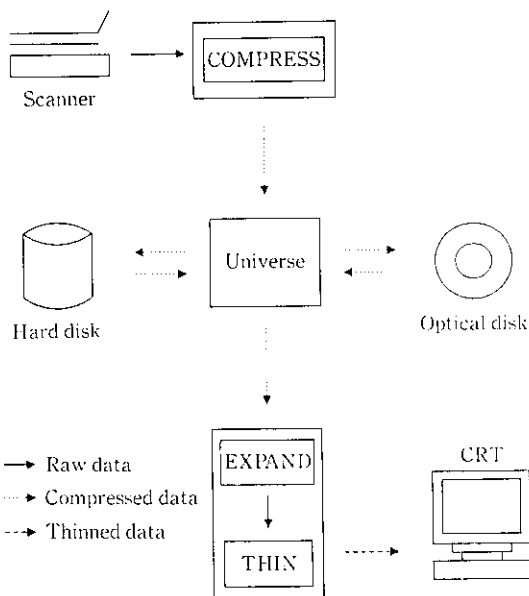 COMPRESS
Scanner
Universe
Hard disk
Optical disk
EXPAND
CRT
Raw data
Compressed data
Thinned data
THIN